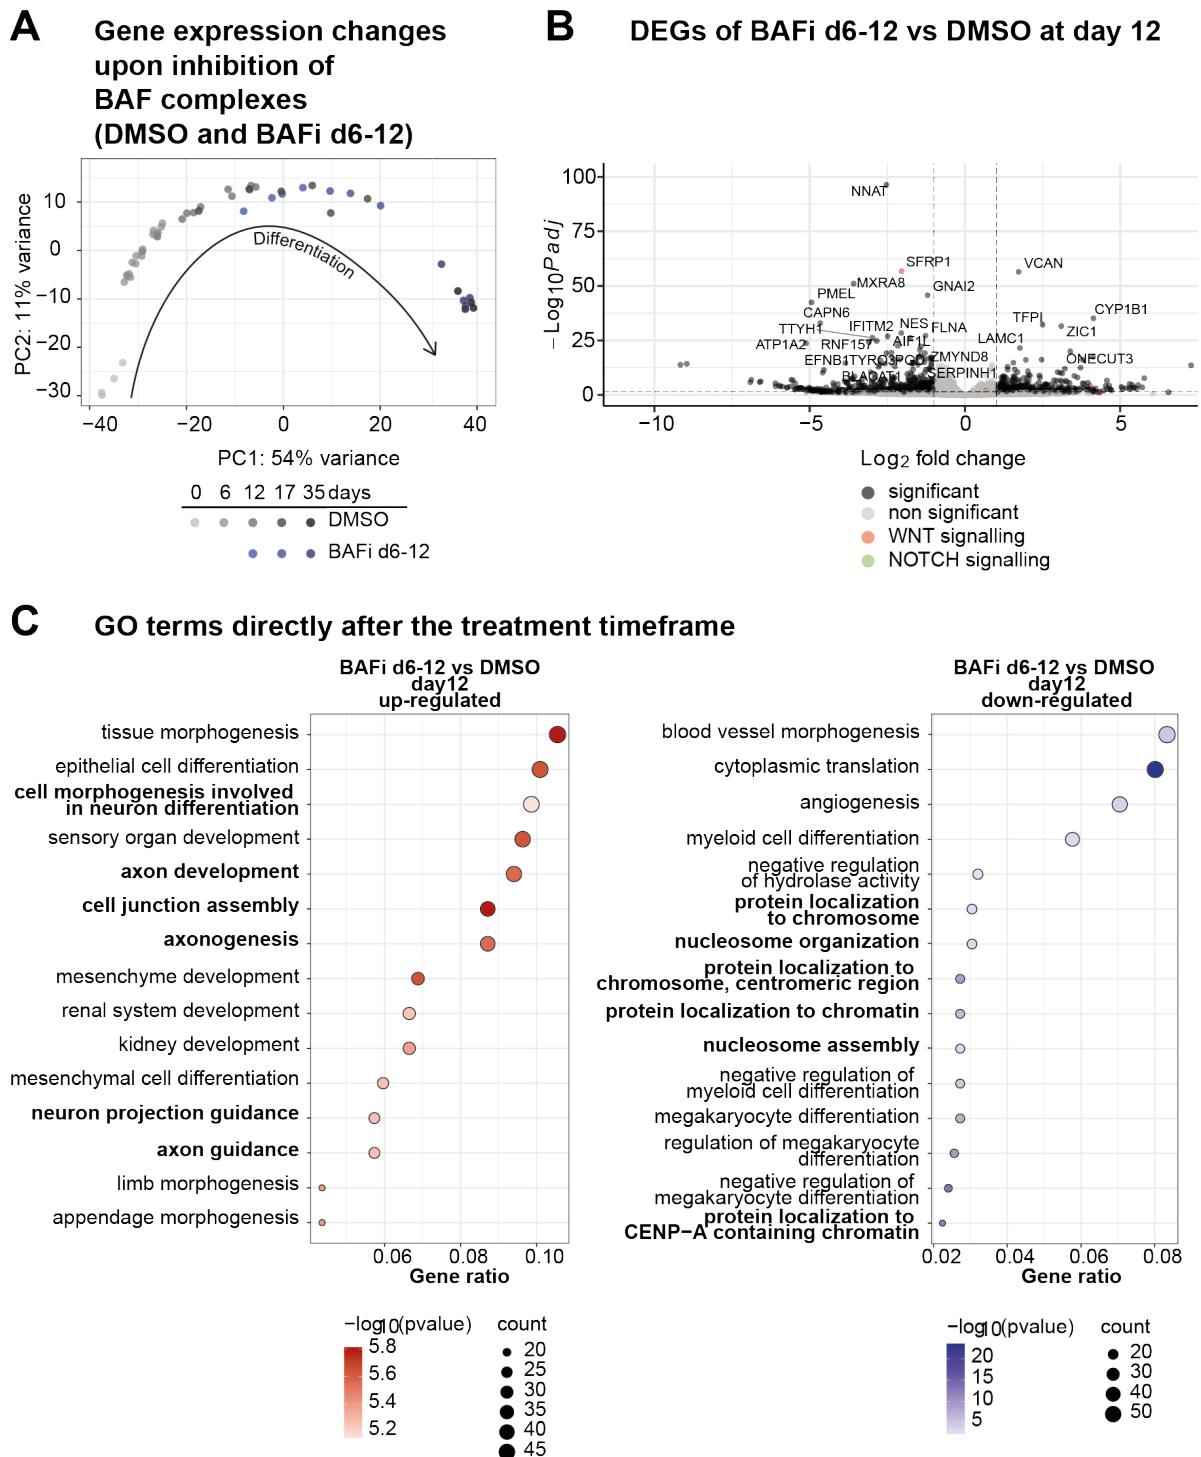 A
Gene expression changes
upon inhibition of
BAF complexes
(DMSO and BAFi d6-12)
PC2: 11% variance
10
0
−10
−20
−30
Differentiation
−40
−20
0
20
40
PC1: 54% variance
0 6 12 17 35 days
DMSO
BAFi d6-12
B
DEGs of BAFi d6-12 vs DMSO at day 12
−Log10Padj
100
75
50
25
0
NNAT
SFRP1
VCAN
MXRA8
GNAI2
PMEL
CYP1B1
CAPN6
TFPI
TTYH1
IFITM2
NES
FLNA
ZIC1
ATP1A2
RNF157
AIF1L
LAMC1
EFNB1
TYRO3
PGD
ZMYND8
ONECUT3
BLACAT1
SERPINH1
−10
−5
0
5
Log2 fold change
significant
non significant
WNT signalling
NOTCH signalling
C
GO terms directly after the treatment timeframe
BAFi d6-12 vs DMSO
day12
up-regulated
tissue morphogenesis
epithelial cell differentiation
cell morphogenesis involved
in neuron differentiation
sensory organ development
axon development
cell junction assembly
axonogenesis
mesenchyme development
renal system development
kidney development
mesenchymal cell differentiation
neuron projection guidance
axon guidance
limb morphogenesis
appendage morphogenesis
0.06
0.08
0.10
Gene ratio
−log10(pvalue)
5.8
5.6
5.4
5.2
count
20
25
30
35
40
45
BAFi d6-12 vs DMSO
day12
down-regulated
blood vessel morphogenesis
cytoplasmic translation
angiogenesis
myeloid cell differentiation
negative regulation
of hydrolase activity
protein localization
to chromosome
nucleosome organization
protein localization to
chromosome, centromeric region
protein localization to chromatin
nucleosome assembly
negative regulation of
myeloid cell differentiation
megakaryocyte differentiation
regulation of megakaryocyte
differentiation
negative regulation of
megakaryocyte differentiation
protein localization to
CENP−A containing chromatin
0.02
0.04
0.06
0.08
Gene ratio
−log10(pvalue)
20
15
10
5
count
20
30
40
50